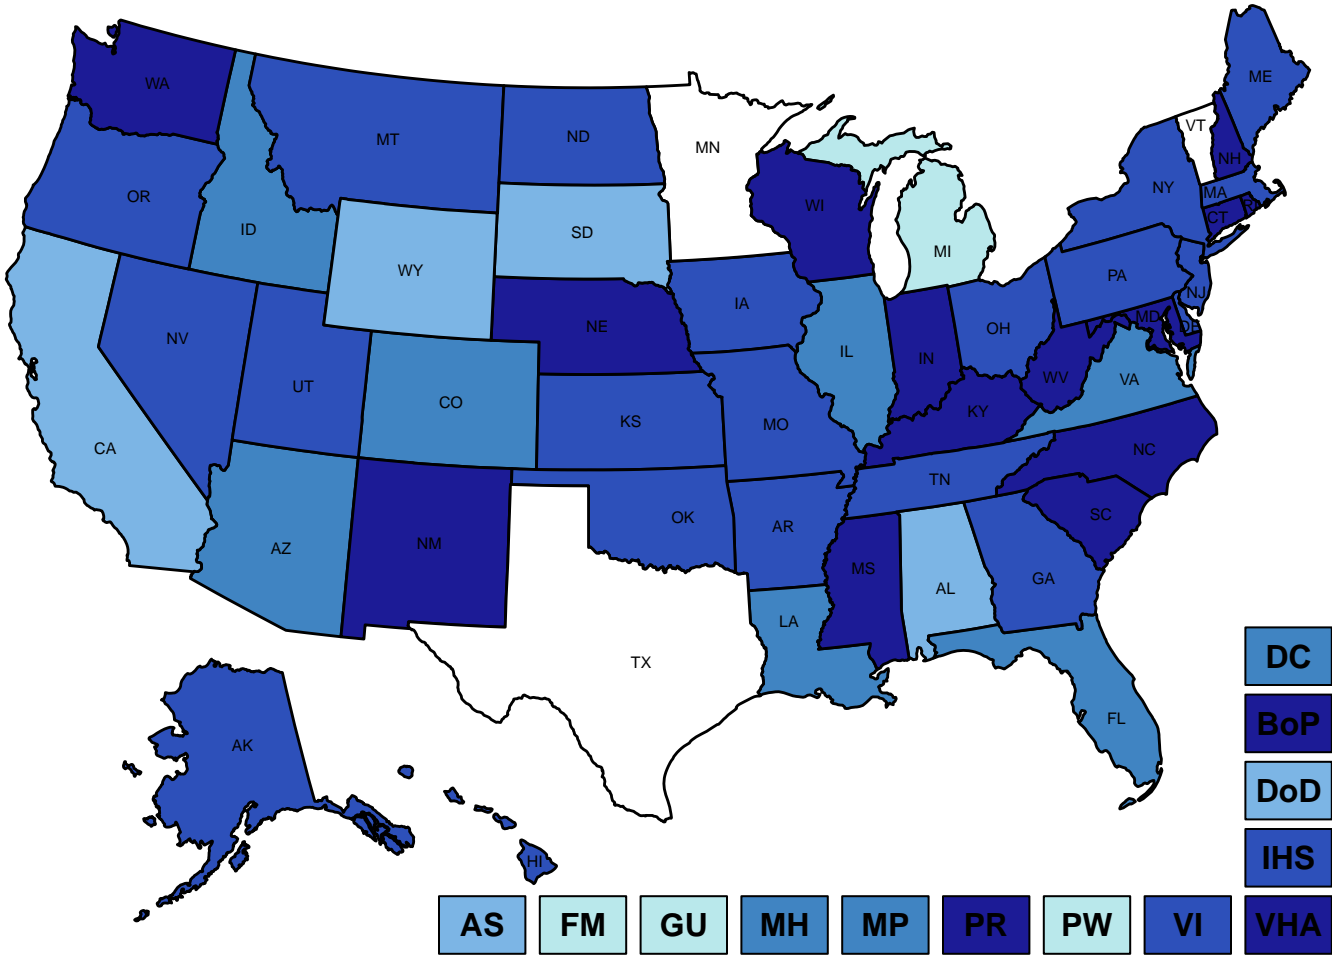 WA
MT
ND
MN
VT
ME
OR
ID
WY
SD
WI
MI
NY
NH
MA
CT
RI
NV
UT
CO
NE
IA
IL
IN
OH
PA
NJ
MD
DE
CA
KS
MO
KY
WV
VA
AZ
NM
OK
AR
TN
NC
SC
MS
AL
GA
LA
TX
FL
AK
HI
DC
BoP
DoD
IHS
AS FM GU MH MP PR PW VI VHA